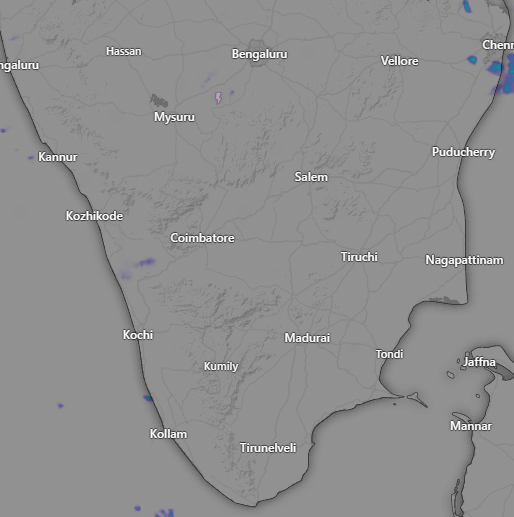 Chenn
Hassan
Bengaluru
Vellore
ngaluru
Mysuru
Puducherry
Kannur
Salem
Kozhikode
Coimbatore
Tiruchi
Nagapattinam
Kochi
Madurai
Tondi
Jaffna
Kumily
Mannar
Kollam
Tirunelveli